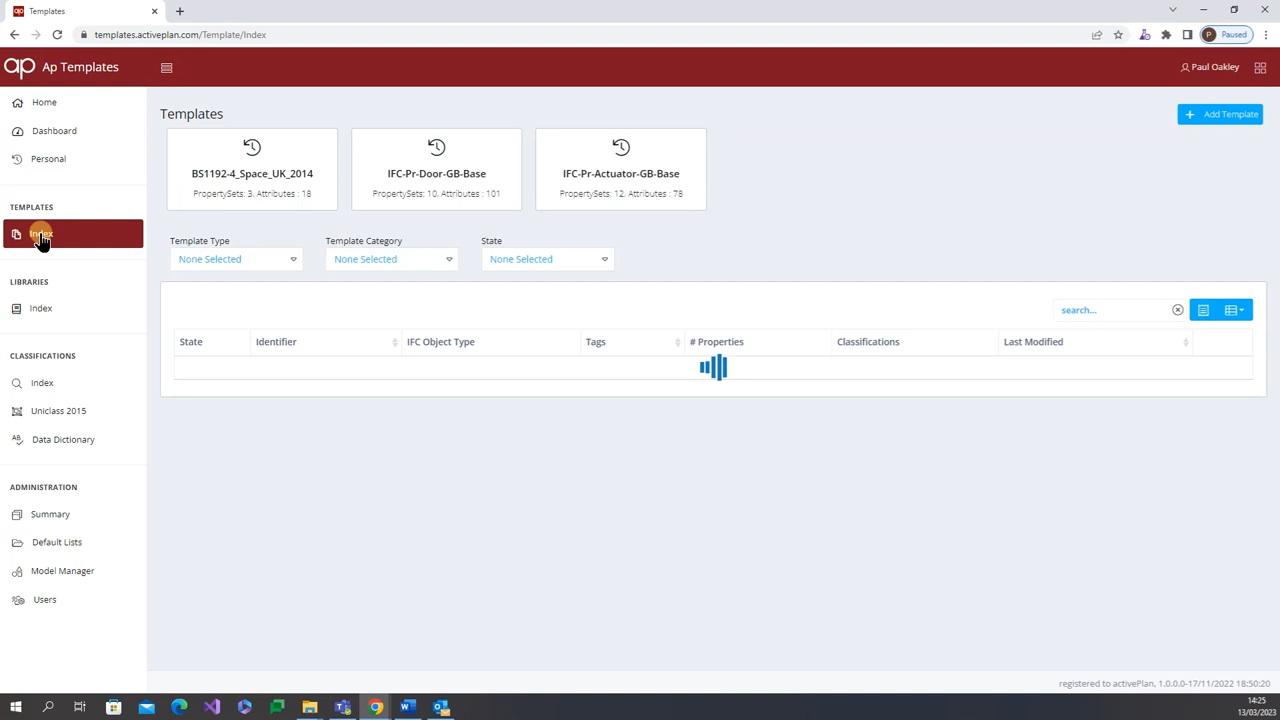 Templates
templates.activeplan.com/Template/Index
Paused
ap Ap Templates
Paul Oakley
Home
Dashboard
Personal
TEMPLATES
Index
LIBRARIES
Index
CLASSIFICATIONS
Index
Uniclass 2015
Data Dictionary
ADMINISTRATION
Summary
Default Lists
Model Manager
Users
Templates
+ Add Template
BS1192-4_Space_UK_2014
PropertySets: 3, Attributes : 18
IFC-Pr-Door-GB-Base
PropertySets: 10, Attributes : 101
IFC-Pr-Actuator-GB-Base
PropertySets: 12, Attributes : 78
Template Type
None Selected
Template Category
None Selected
State
None Selected
search...
State Identifier IFC Object Type Tags # Properties Classifications Last Modified
registered to activePlan, 1.0.0.0-17/11/2022 18:50:20
14:25
13/03/2023